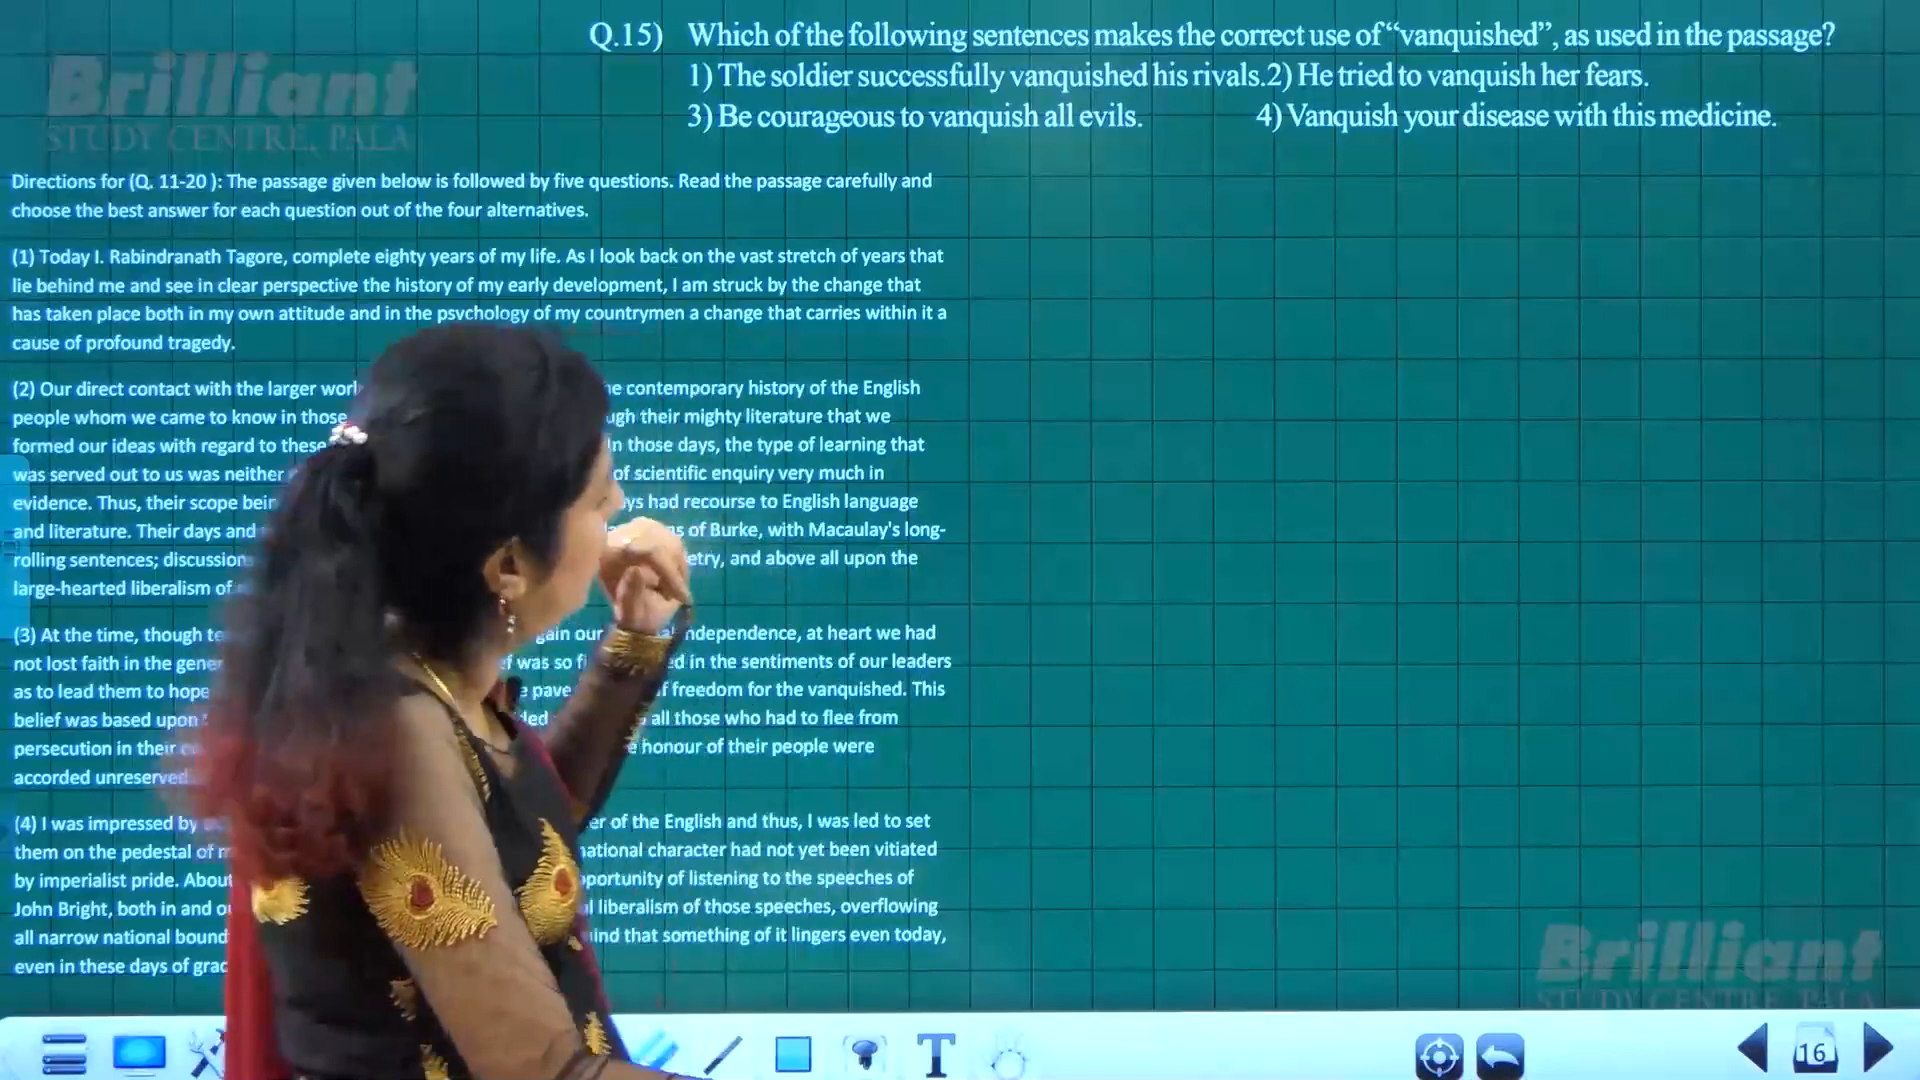 Q.15) Which of the following sentences makes the correct use of “vanquished”, as used in the passage?
1) The soldier successfully vanquished his rivals. 2) He tried to vanquish her fears.
3) Be courageous to vanquish all evils. 4) Vanquish your disease with this medicine.
Brilliant
STUDY CENTRE, PALA
Directions for (Q. 11-20 ): The passage given below is followed by five questions. Read the passage carefully and
choose the best answer for each question out of the four alternatives.
(1) Today I. Rabindranath Tagore, complete eighty years of my life. As I look back on the vast stretch of years that
lie behind me and see in clear perspective the history of my early development, I am struck by the change that
has taken place both in my own attitude and in the psychology of my countrymen a change that carries within it a
cause of profound tragedy.
(2) Our direct contact with the larger contemporary history of the English
people whom we came to know in those their mighty literature that we
formed our ideas with regard to these In those days, the type of learning that
was served out to us was neither of scientific enquiry very much in
evidence. Thus, their scope had recourse to English language
and literature. Their days and of Burke, with Macaulay's long-
rolling sentences; and above all upon the
large-hearted liberalism of
(3) At the time, though gain our independence, at heart we had
not lost faith in the was so in the sentiments of our leaders
as to lead them to hope freedom for the vanquished. This
belief was based upon all those who had to flee from
persecution in their honour of their people were
accorded
(4) I was impressed by of the English and thus, I was led to set
them on the pedestal of national character had not yet been vitiated
by imperialist pride. of listening to the speeches of
John Bright, both in and liberalism of those speeches, overflowing
all narrow national that something of it lingers even today,
even in these days of
Brilliant
STUDY CENTRE, PALA
T
16